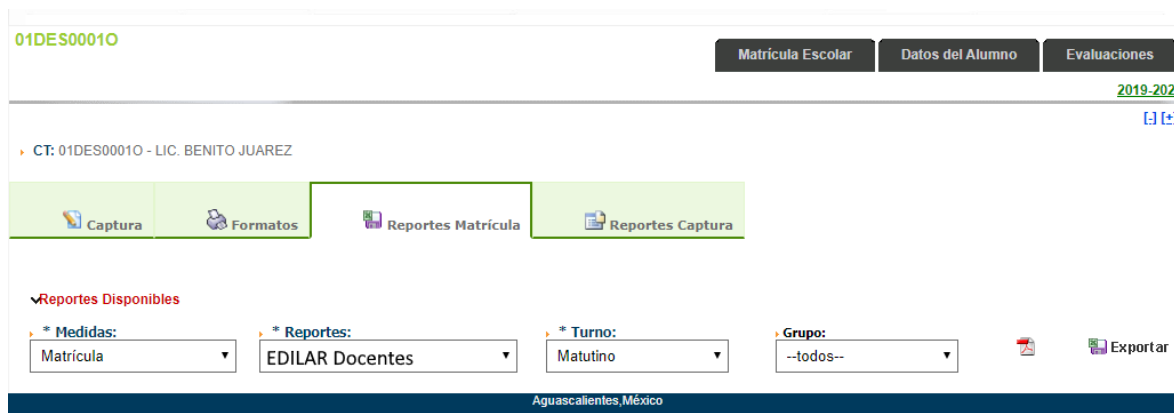 01DES0001O
Matrícula Escolar Datos del Alumno Evaluaciones
2019-202
[-] [+]
CT: 01DES0001O - LIC. BENITO JUAREZ
Captura Formatos Reportes Matrícula Reportes Captura
Reportes Disponibles
* Medidas: * Reportes: * Turno: Grupo:
Matrícula EDILAR Docentes Matutino --todos-- Exportar
Aguascalientes,México